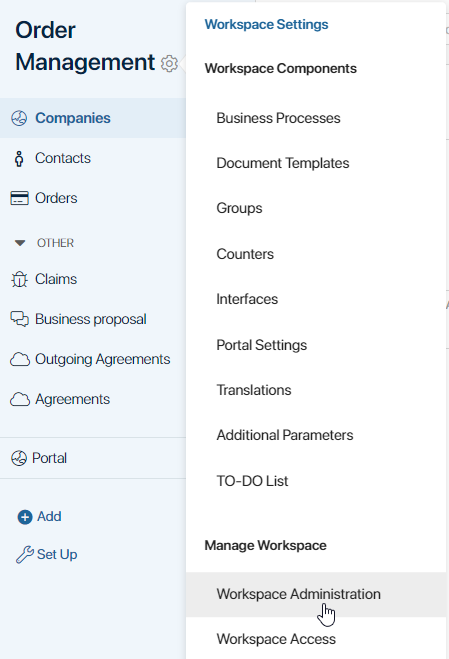 Order
Management
Companies
Contacts
Orders
OTHER
Claims
Business proposal
Outgoing Agreements
Agreements
Portal
Add
Set Up
Workspace Settings
Workspace Components
Business Processes
Document Templates
Groups
Counters
Interfaces
Portal Settings
Translations
Additional Parameters
TO-DO List
Manage Workspace
Workspace Administration
Workspace Access